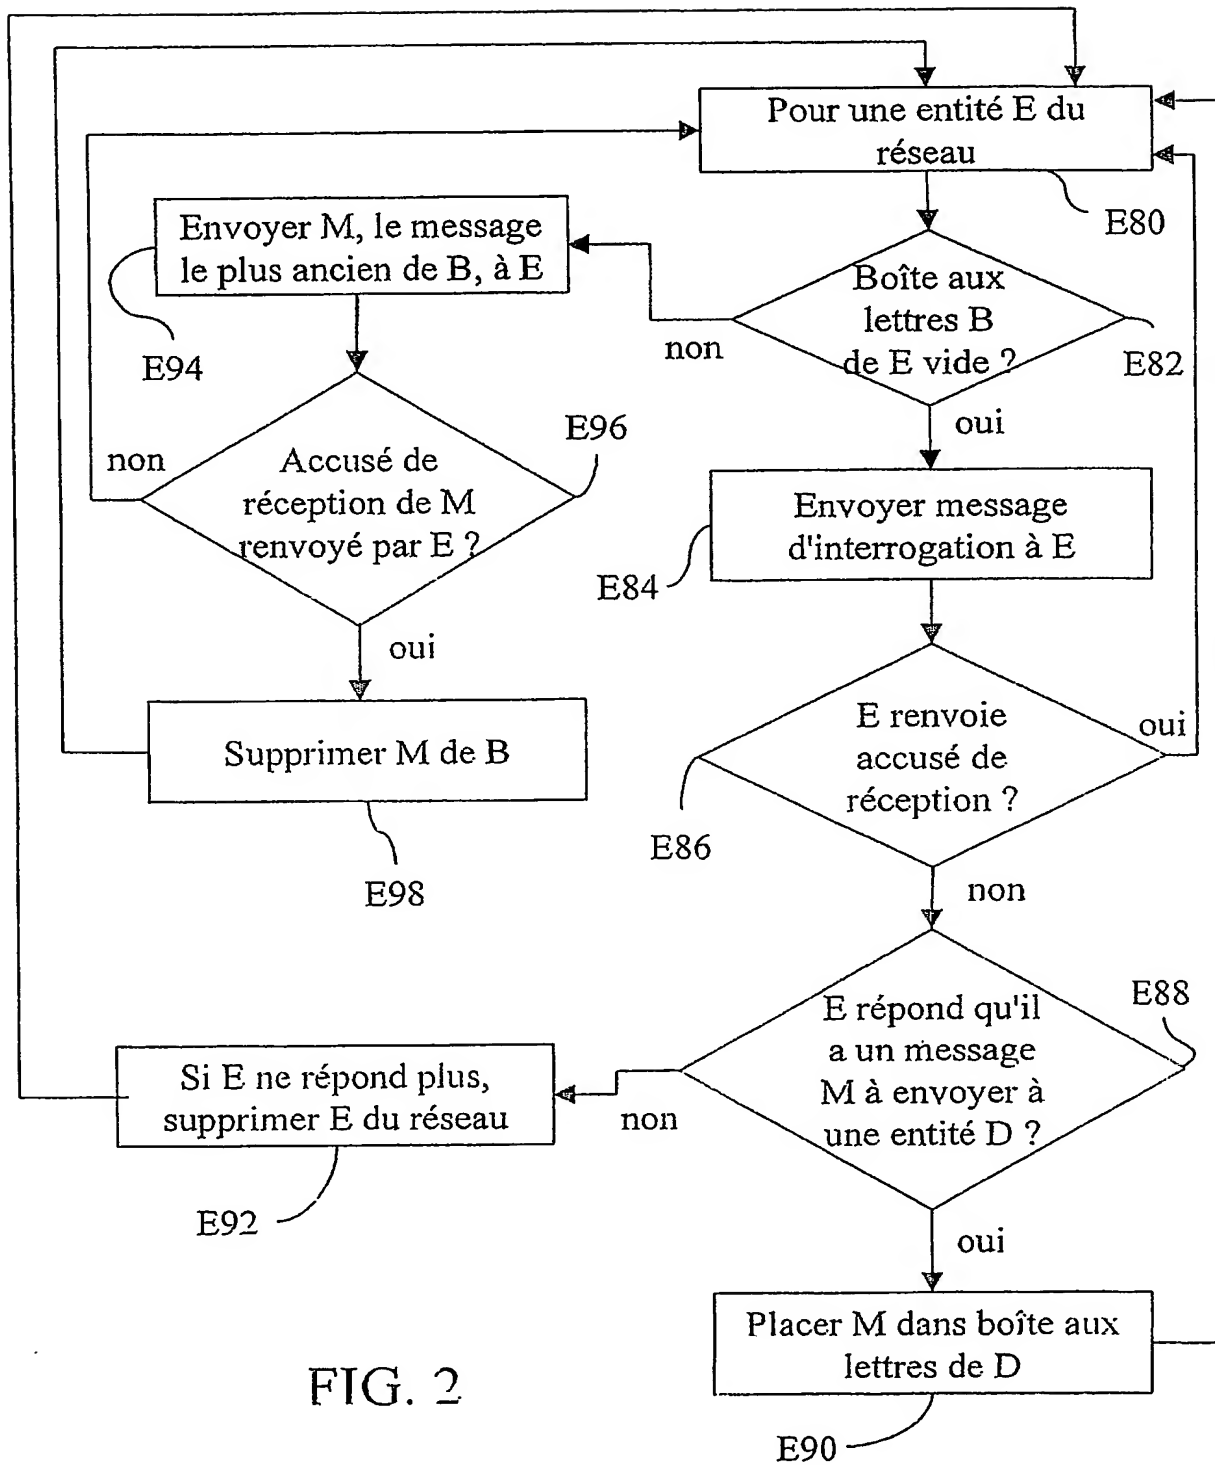 Pour une entité E du
réseau
E80
Envoyer M, le message
le plus ancien de B, à E
E94
Boîte aux
lettres B
de E vide ?
E82
non
oui
Accusé de
réception de M
renvoyé par E ?
E96
non
oui
Envoyer message
d'interrogation à E
E84
Supprimer M de B
E98
E renvoie
accusé de
réception ?
E86
oui
non
E répond qu'il
a un message
M à envoyer à
une entité D ?
E88
non
oui
Si E ne répond plus,
supprimer E du réseau
E92
Placer M dans boîte aux
lettres de D
E90
FIG. 2